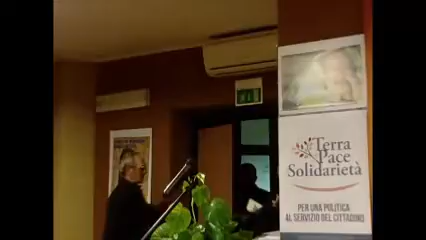 Terra
Pace
Solidarietà
PER UNA POLITICA
AL SERVIZIO DEL CITTADINO